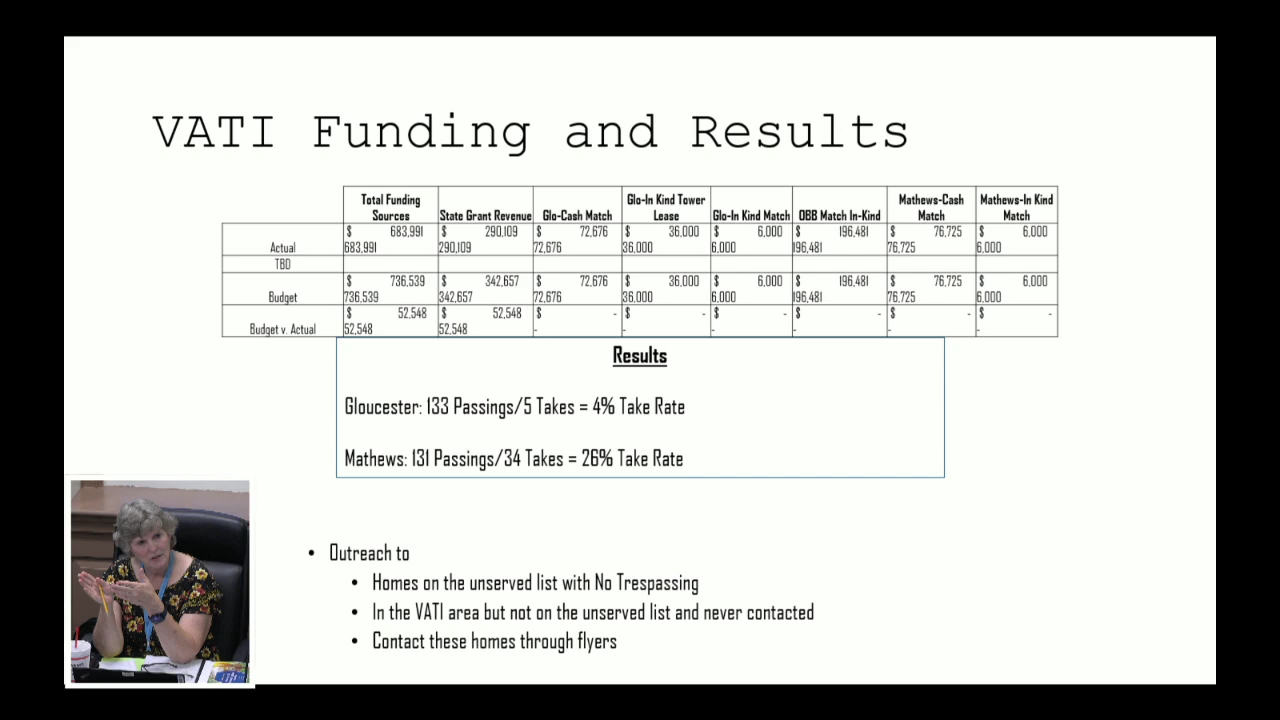 VATI Funding and Results
Total Funding Sources State Grant Revenue Glo-Cash Match Glo-In Kind Tower Lease Glo-In Kind Match OBB Match In-Kind Mathews-Cash Match Mathews-In Kind Match
$ 683,991 $ 290,109 $ 72,676 $ 36,000 $ 6,000 $ 196,481 $ 76,725 $ 6,000
Actual 683,991 290,109 72,676 36,000 6,000 196,481 76,725 6,000
TBD
$ 736,539 $ 342,657 $ 72,676 $ 36,000 $ 6,000 $ 196,481 $ 76,725 $ 6,000
Budget 736,539 342,657 72,676 36,000 6,000 196,481 76,725 6,000
$ 52,548 $ 52,548 $ - $ - $ - $ - $ - $ -
Budget v. Actual 52,548 52,548 - - - - - -
Results
Gloucester: 133 Passings/5 Takes = 4% Take Rate
Mathews: 131 Passings/34 Takes = 26% Take Rate
• Outreach to
• Homes on the unserved list with No Trespassing
• In the VATI area but not on the unserved list and never contacted
• Contact these homes through flyers